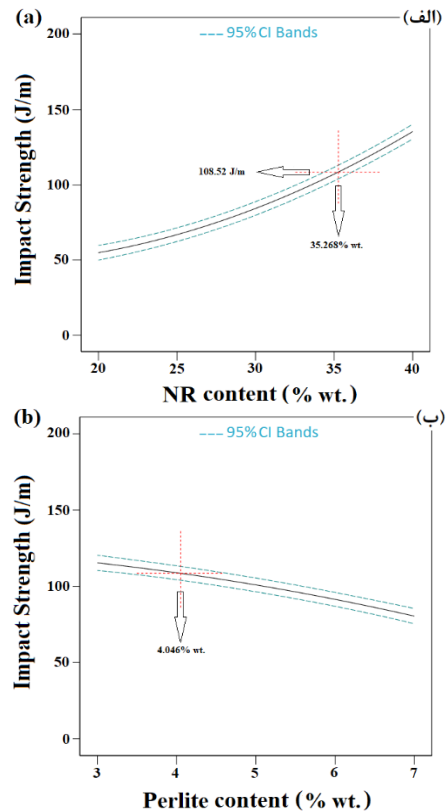 (a)
(الف)
95% CI Bands
200
150
100
50
0
Impact Strength (J/m)
108.52 J/m
35.268% wt.
20 25 30 35 40
NR content (% wt.)
(b)
(ب)
95% CI Bands
200
150
100
50
0
Impact Strength (J/m)
4.046% wt.
3 4 5 6 7
Perlite content (% wt.)